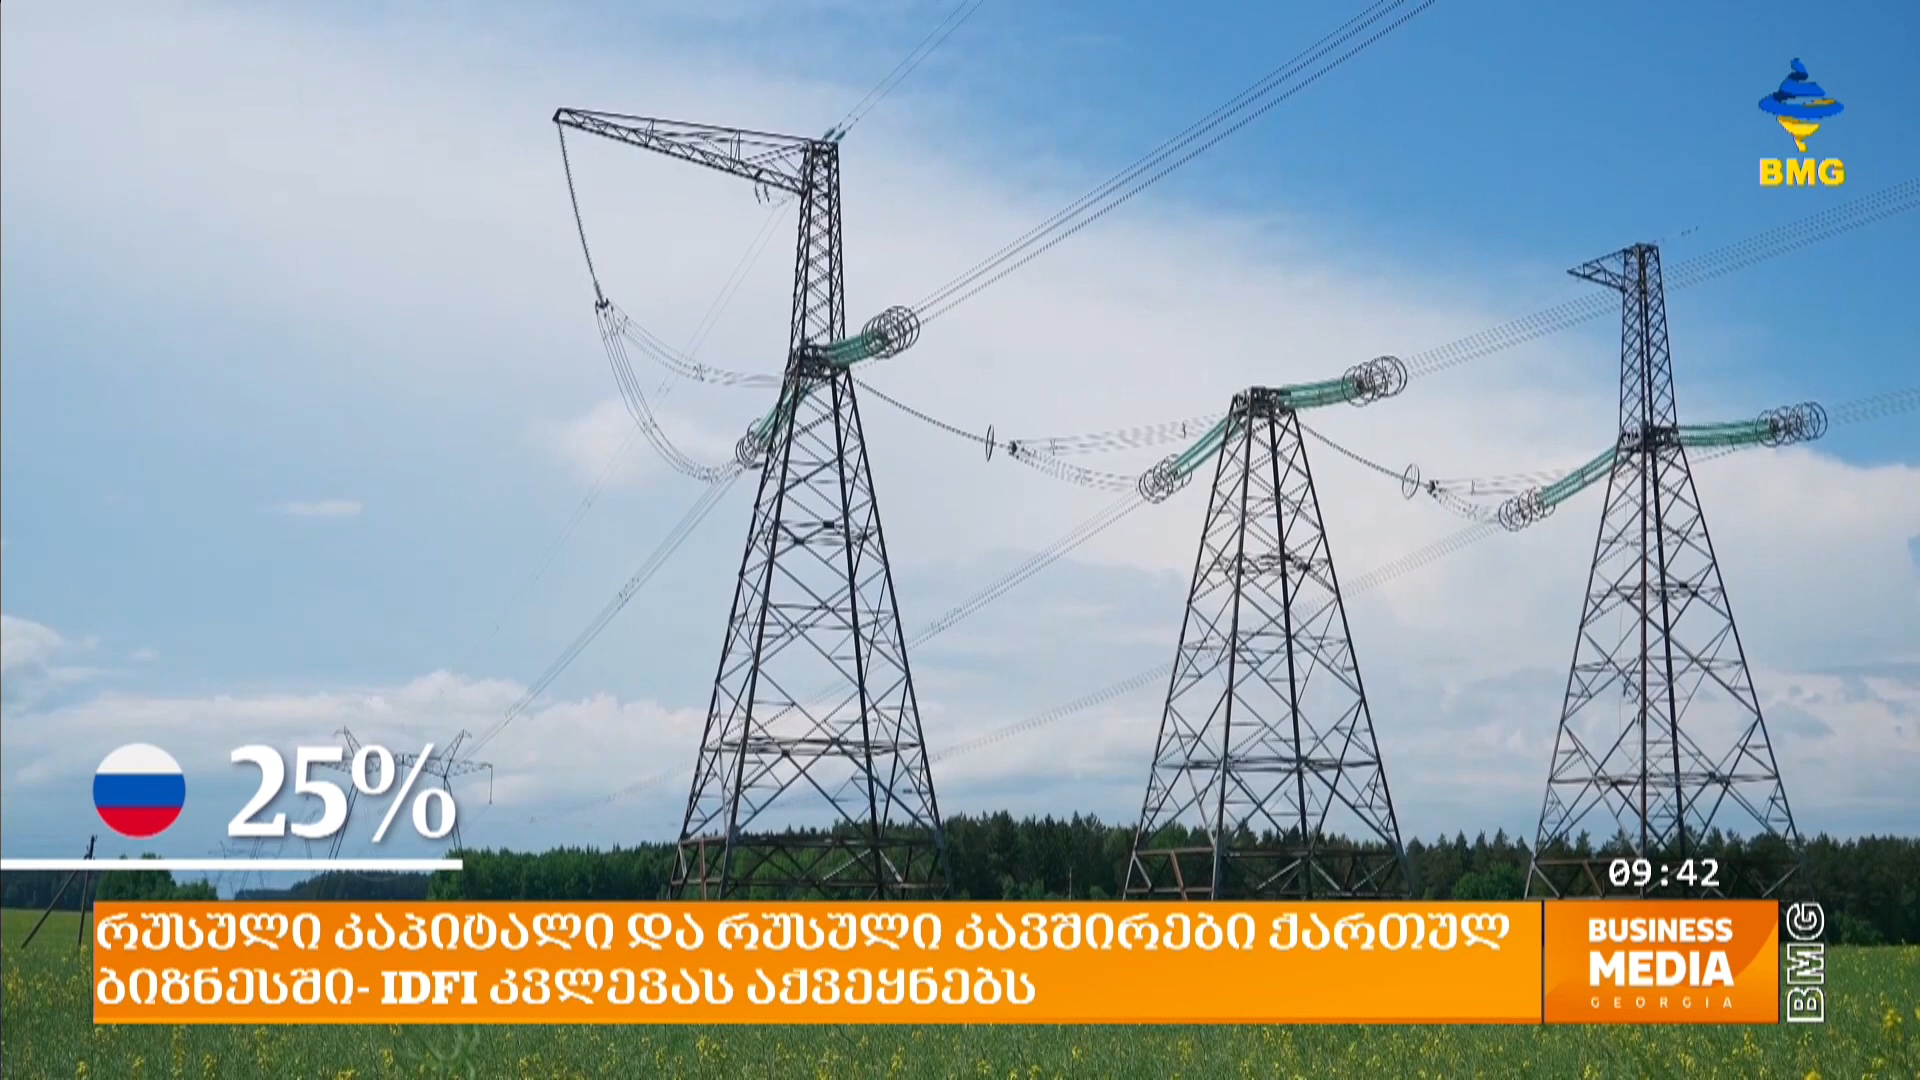 BMG
25%
09:42
რუსული კაპიტალი და რუსული კავშირები ქართულ
ბიზნესში- IDFI კვლევას აქვეყნებს
BUSINESS
MEDIA
GEORGIA
BMG